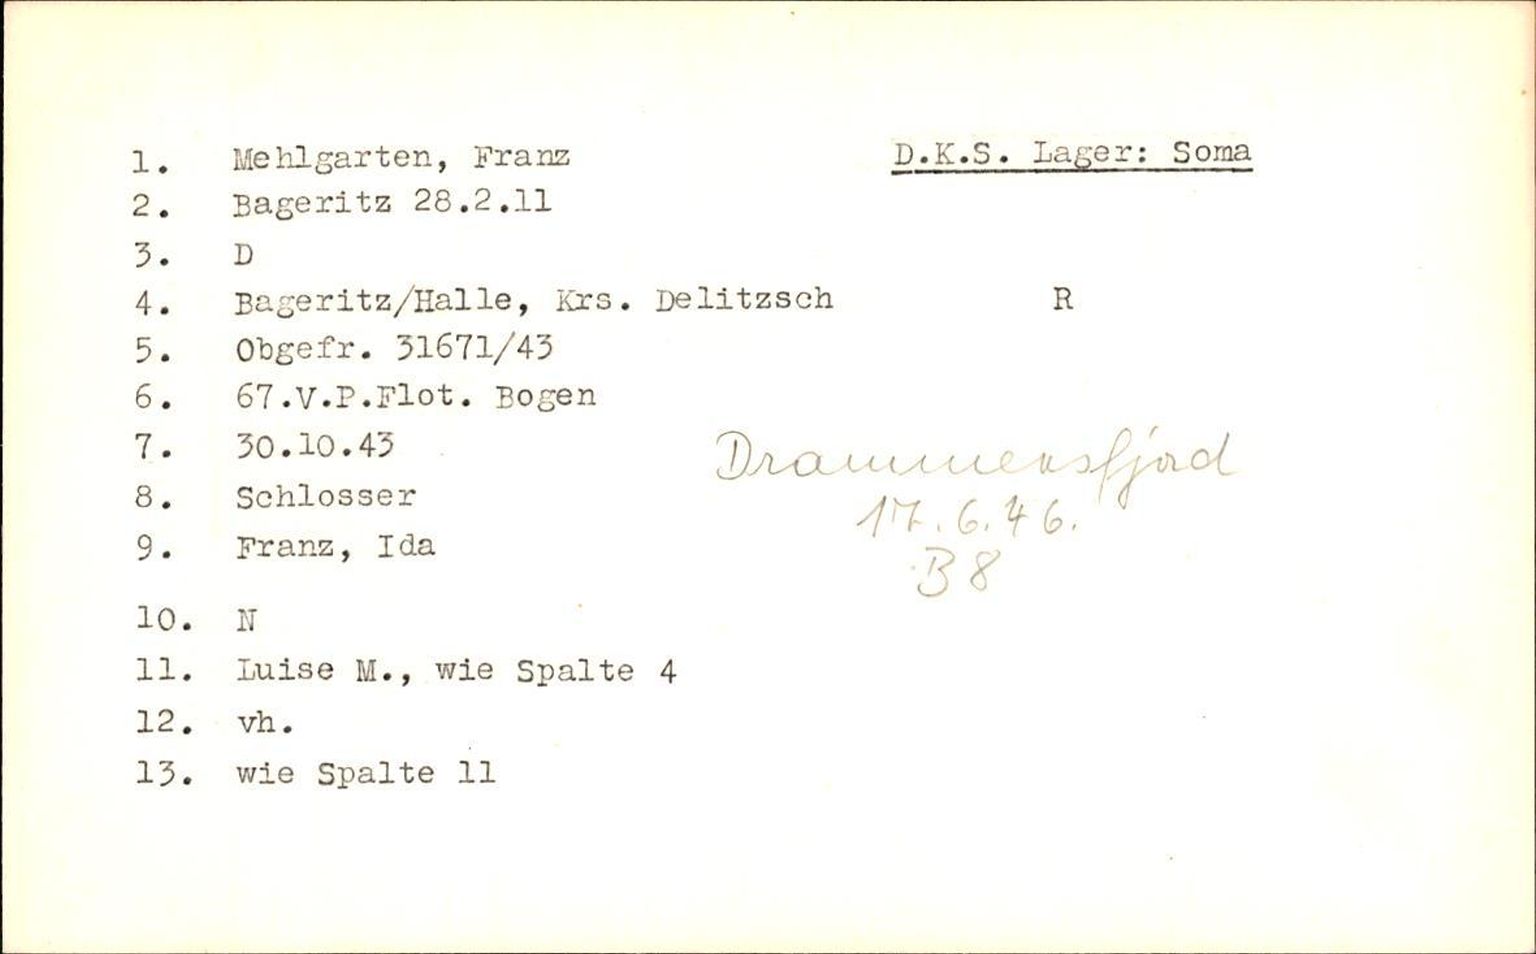 D.K.S. Lager: Soma
1. Mehlgarten, Franz
2. Bageritz 28.2.11
3. D
4. Bageritz/Halle, Krs. Delitzsch R
5. Obgefr. 31671/43
6. 67.V.P.Flot. Bogen
7. 30.10.43
Drammensfjord
8. Schlosser
17.6.46.
9. Franz, Ida
B 8
10. N
11. Luise M., wie Spalte 4
12. vh.
13. wie Spalte 11